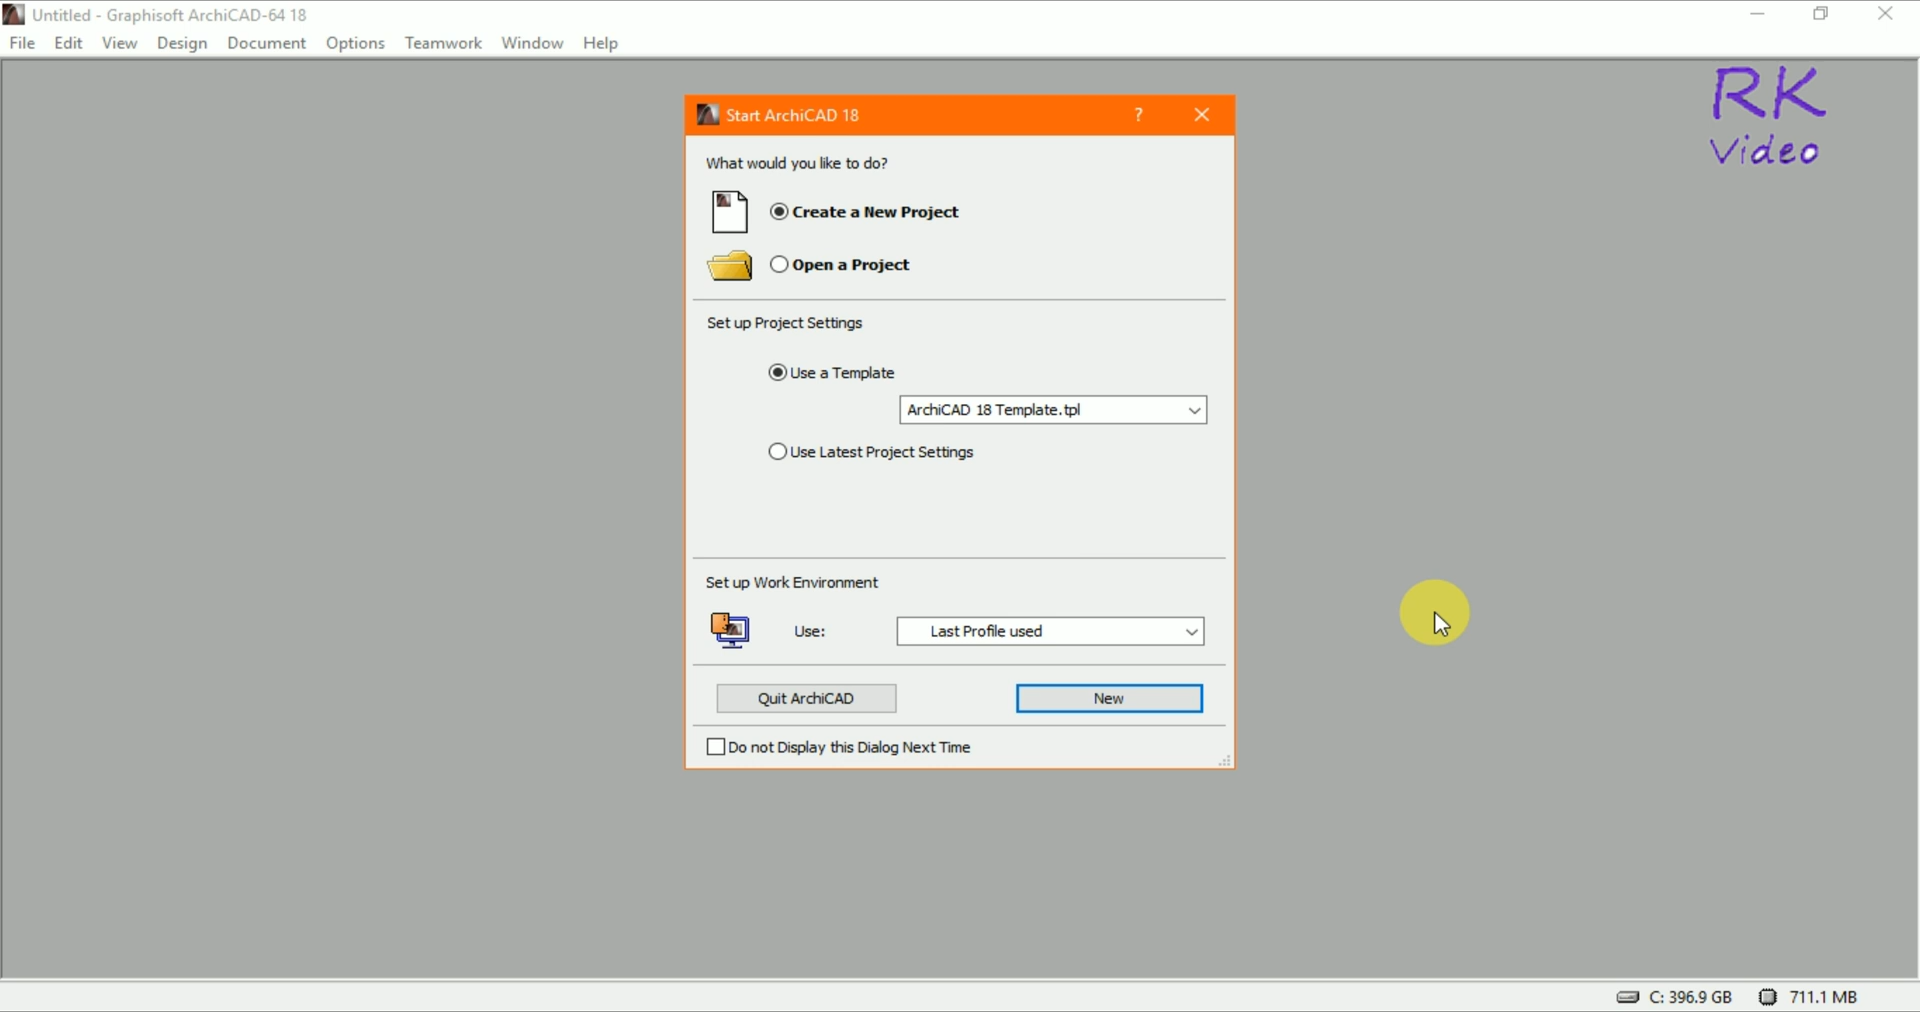 Untitled - Graphisoft ArchiCAD-64 18
File Edit View Design Document Options Teamwork Window Help
RK
Video
Start ArchiCAD 18 ?
What would you like to do?
Create a New Project
Open a Project
Set up Project Settings
Use a Template
ArchiCAD 18 Template.tpl
Use Latest Project Settings
Set up Work Environment
Use: Last Profile used
Quit ArchiCAD New
Do not Display this Dialog Next Time
C: 396.9 GB 711.1 MB